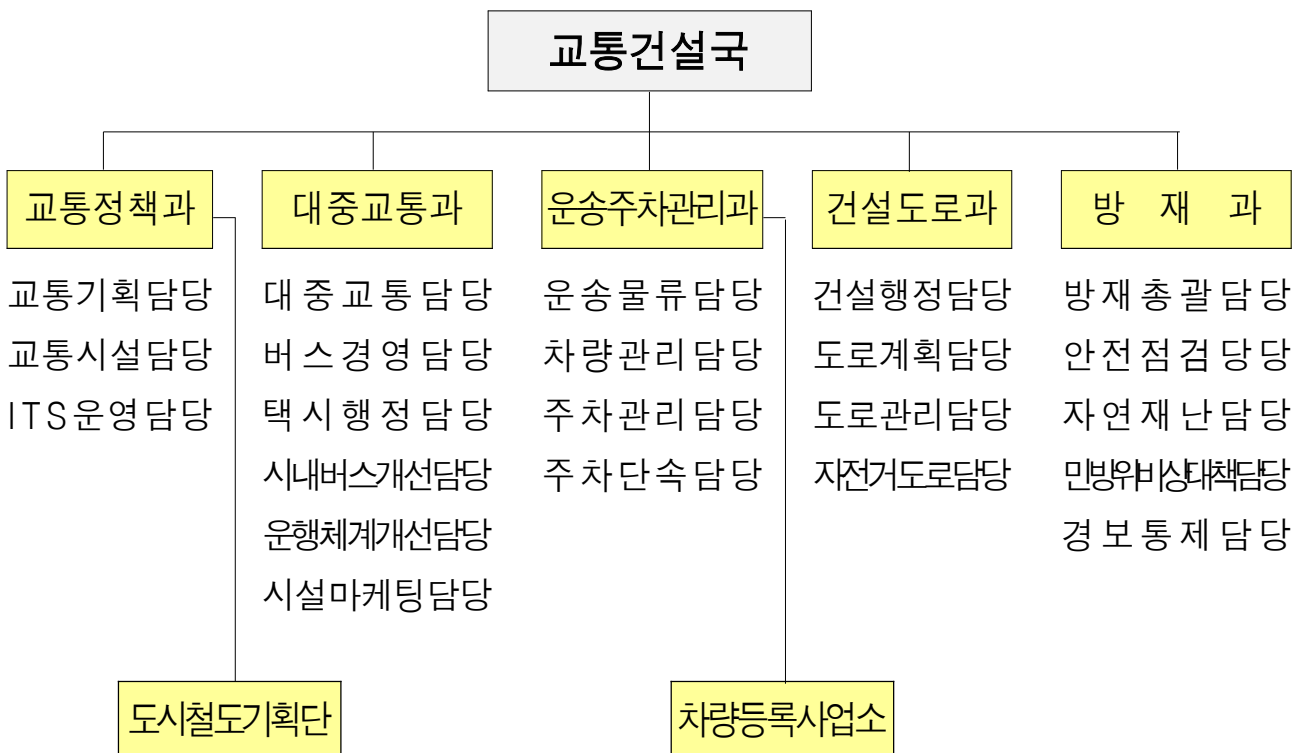 교통건설국
교통정책과
대중교통과
운송주차관리과
건설도로과
방 재 과
교통기획담당
교통시설담당
ITS운영담당
대중교통담당
버스경영담당
택시행정담당
시내버스개선담당
운행체계개선담당
시설마케팅담당
운송물류담당
차량관리담당
주차관리담당
주차단속담당
건설행정담당
도로계획담당
도로관리담당
자전거도로담당
방재총괄담당
안전점검당당
자연재난담당
민방위비상대책담당
경보통제담당
도시철도기획단
차량등록사업소